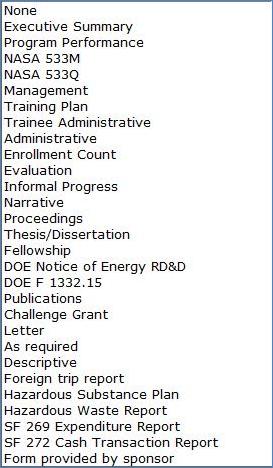 None
Executive Summary
Program Performance
NASA 533M
NASA 533Q
Management
Training Plan
Trainee Administrative
Administrative
Enrollment Count
Evaluation
Informal Progress
Narrative
Proceedings
Thesis/Dissertation
Fellowship
DOE Notice of Energy RD&D
DOE F 1332.15
Publications
Challenge Grant
Letter
As required
Descriptive
Foreign trip report
Hazardous Substance Plan
Hazardous Waste Report
SF 269 Expenditure Report
SF 272 Cash Transaction Report
Form provided by sponsor